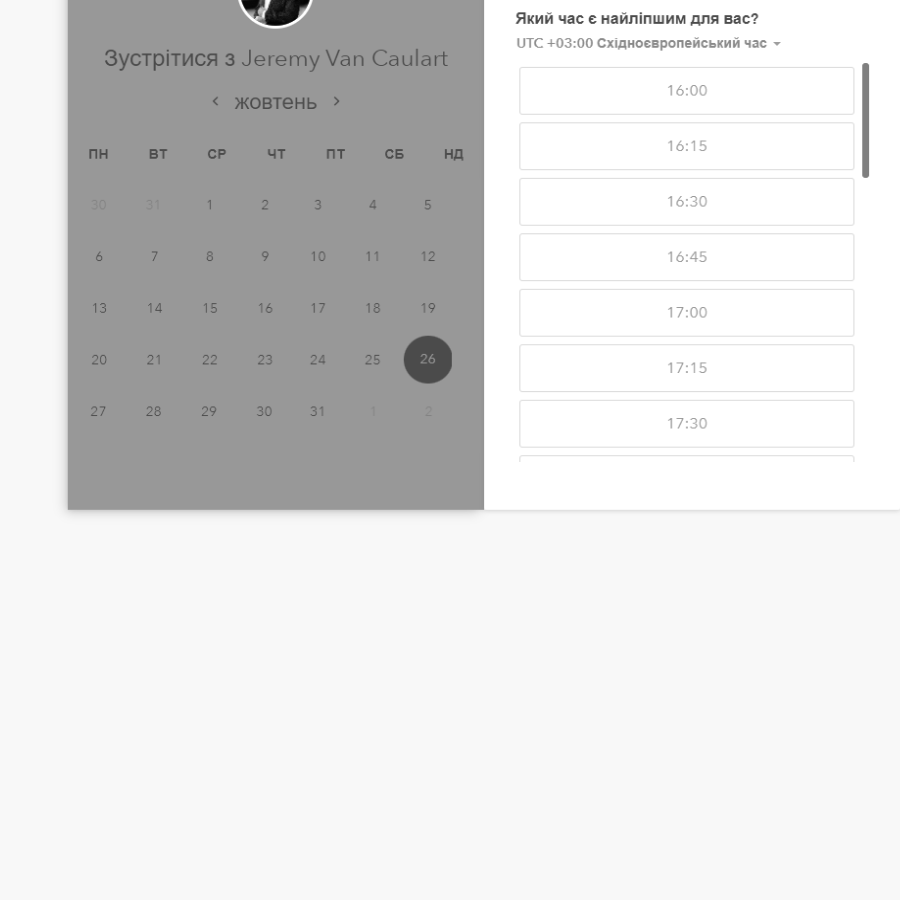 Зустрітися з Jeremy Van Caulart
жовтень
ПН ВТ СР ЧТ ПТ СБ НД
30 31 1 2 3 4 5
6 7 8 9 10 11 12
13 14 15 16 17 18 19
20 21 22 23 24 25 26
27 28 29 30 31 1 2
Який час є найліпшим для вас?
UTC +03:00 Східноєвропейський час
16:00
16:15
16:30
16:45
17:00
17:15
17:30